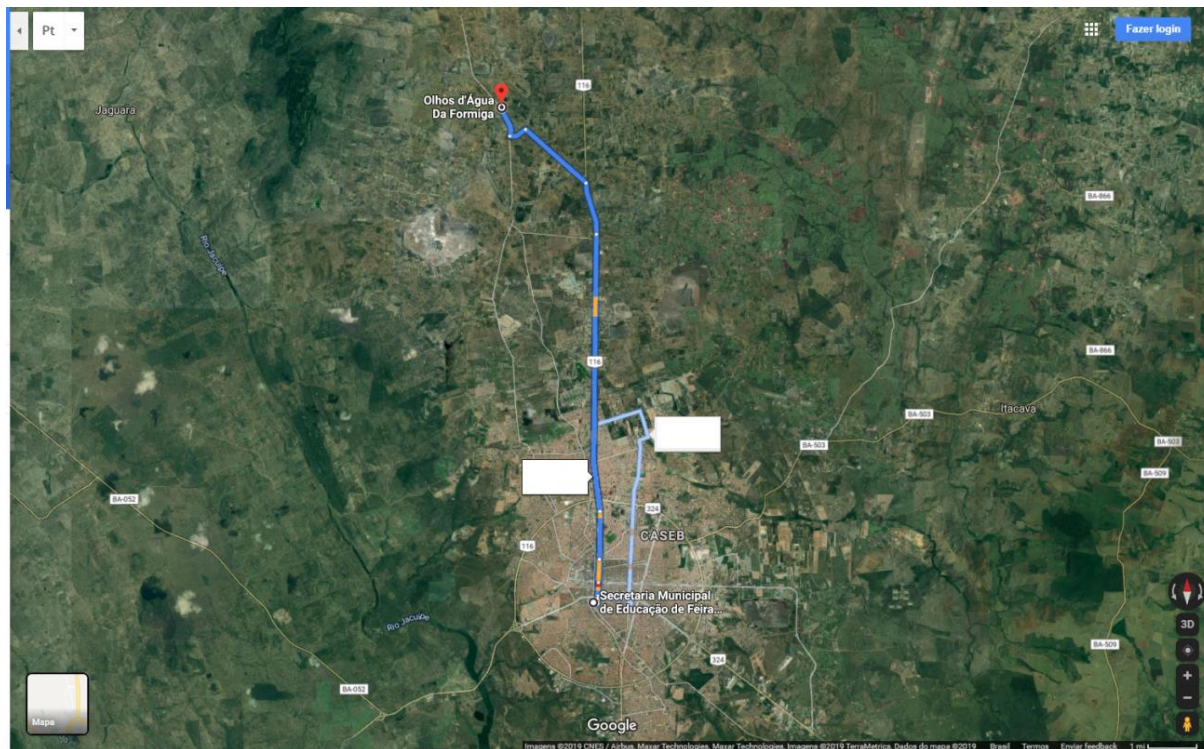 Pt
Fazer login
116
Olhos d'Água
Da Formiga
Jaguara
BA-866
Rio Jacuípe
BA-866
116
Itacava
BA-503
BA-503
BA-503
BA-509
BA-052
324
CASEB
116
Secretaria Municipal
de Educação de Feira...
Rio Jacuípe
3D
BA-509
324
BA-052
Mapa
Google
Imagens ©2019 CNES / Airbus, Maxar Technologies, Maxar Technologies, Imagens ©2019 TerraMetrics, Dados do mapa ©2019 Brasil Termos Enviar feedback 1 mi